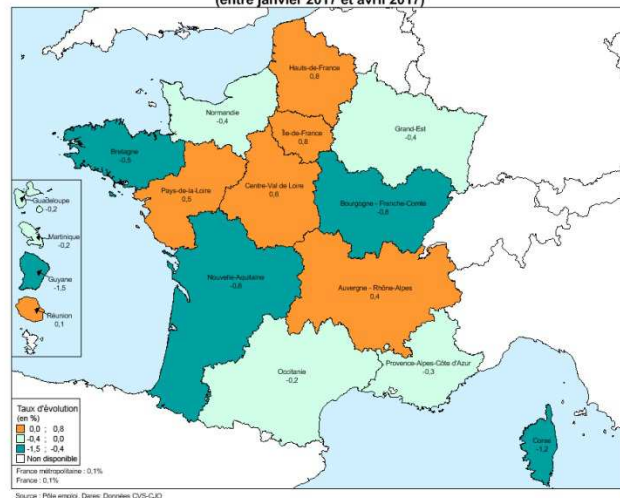 (entre janvier 2017 et avril 2017)
Hauts-de-France
0,8
Normandie
-0,4
Île-de-France
0,8
Grand-Est
-0,4
Bretagne
-0,5
Pays-de-la-Loire
0,5
Centre-Val de Loire
0,6
Bourgogne - Franche-Comté
-0,8
Guadeloupe
-0,2
Martinique
-0,2
Guyane
-1,5
Réunion
0,1
Nouvelle-Aquitaine
-0,8
Auvergne - Rhône-Alpes
0,4
Occitanie
-0,2
Provence-Alpes-Côte d'Azur
-0,3
Corse
-1,2
Taux d'évolution
(en %)
0,0 ; 0,8
-0,4 ; 0,0
-1,5 ; -0,4
Non disponible
France métropolitaine : 0,1%
France : 0,1%
Source : Pôle emploi, Dares; Données CVS-CJO